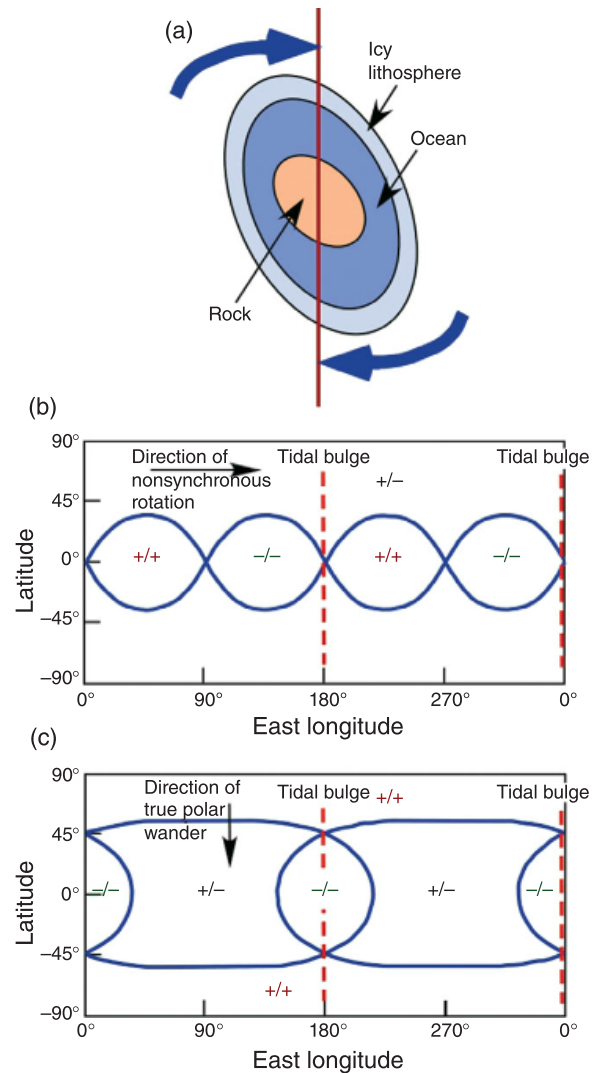 (a)
Icy
lithosphere
Ocean
Rock
(b)
90°
45°
0°
–45°
–90°
Latitude
Direction of
nonsynchronous
rotation
Tidal bulge
+/–
Tidal bulge
+/+
–/–
+/+
–/–
0°
90°
180°
270°
0°
East longitude
(c)
90°
45°
0°
–45°
–90°
Latitude
Direction of
true polar
wander
Tidal bulge
+/+
Tidal bulge
–/–
+/–
–/–
+/–
–/–
+/+
0°
90°
180°
270°
0°
East longitude